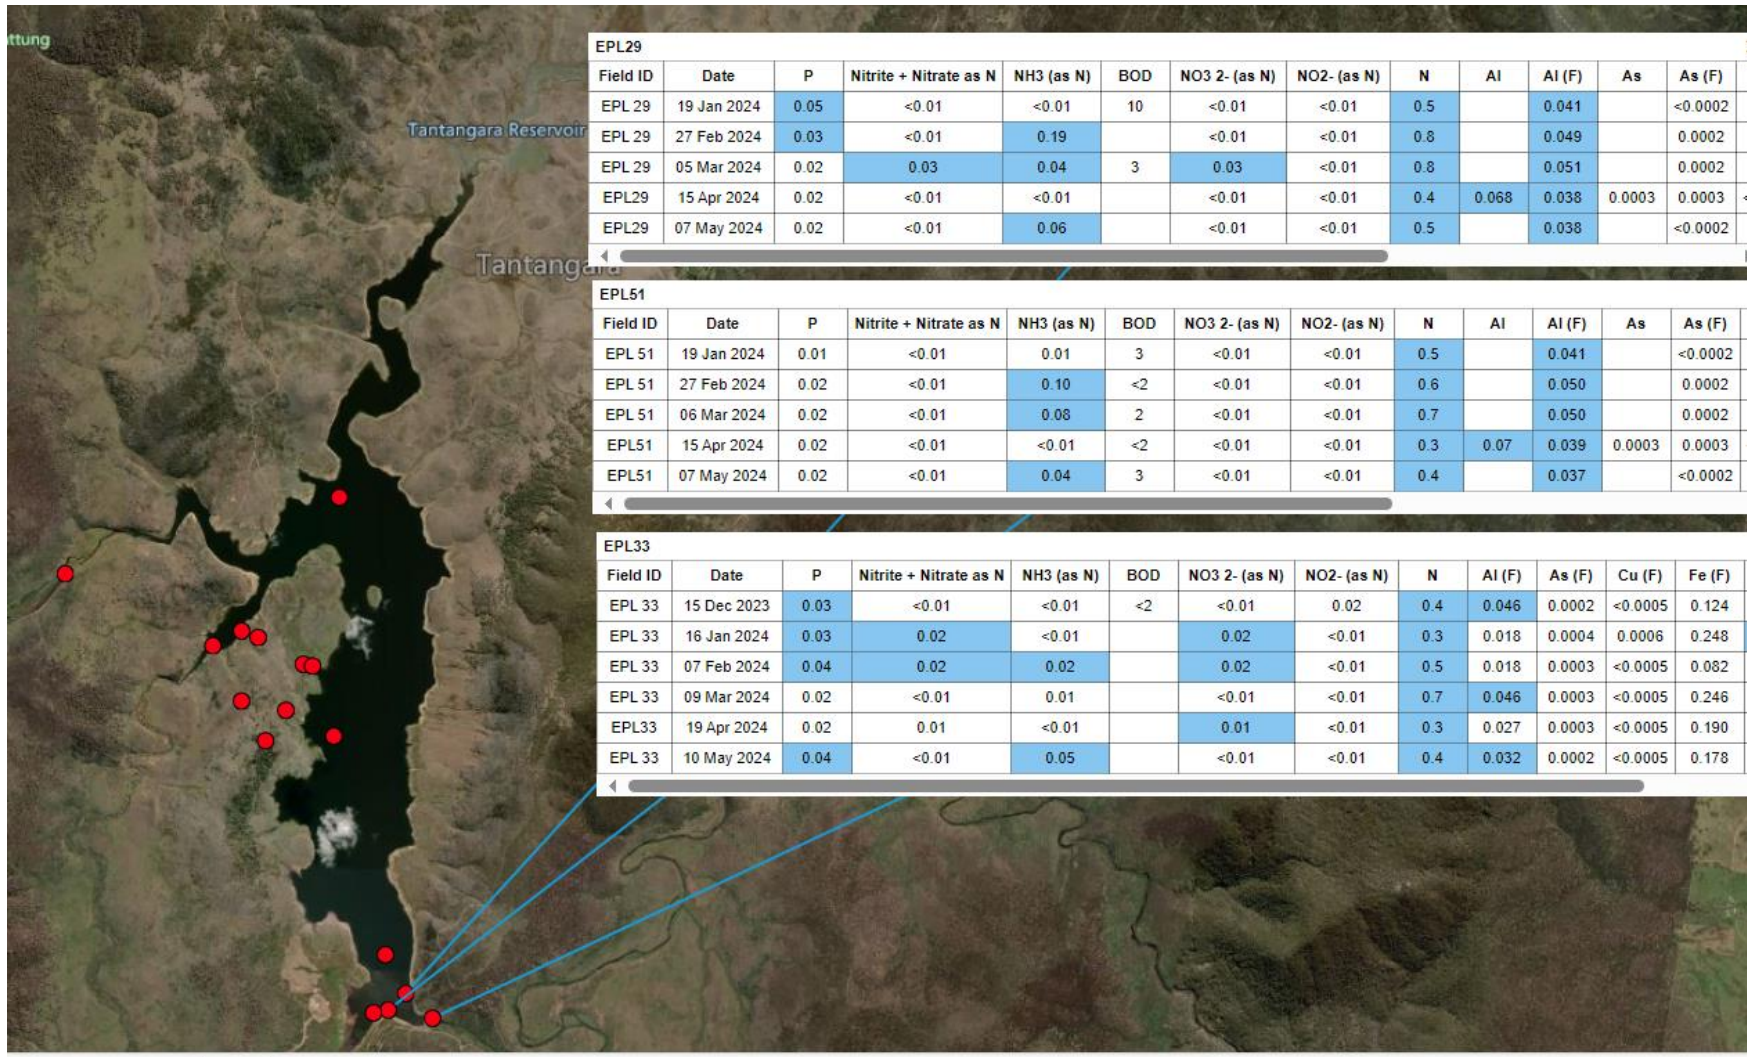 ttung
Tantangara Reservoir
Tantanga
EPL29
Field ID Date P Nitrite + Nitrate as N NH3 (as N) BOD NO3 2- (as N) NO2- (as N) N Al Al (F) As As (F)
EPL 29 19 Jan 2024 0.05 <0.01 <0.01 10 <0.01 <0.01 0.5 0.041 <0.0002
EPL 29 27 Feb 2024 0.03 <0.01 0.19 <0.01 <0.01 0.8 0.049 0.0002
EPL 29 05 Mar 2024 0.02 0.03 0.04 3 0.03 <0.01 0.8 0.051 0.0002
EPL29 15 Apr 2024 0.02 <0.01 <0.01 <0.01 <0.01 0.4 0.068 0.038 0.0003 0.0003 <
EPL29 07 May 2024 0.02 <0.01 0.06 <0.01 <0.01 0.5 0.038 <0.0002
EPL51
Field ID Date P Nitrite + Nitrate as N NH3 (as N) BOD NO3 2- (as N) NO2- (as N) N Al Al (F) As As (F)
EPL 51 19 Jan 2024 0.01 <0.01 0.01 3 <0.01 <0.01 0.5 0.041 <0.0002
EPL 51 27 Feb 2024 0.02 <0.01 0.10 <2 <0.01 <0.01 0.6 0.050 0.0002
EPL 51 06 Mar 2024 0.02 <0.01 0.08 2 <0.01 <0.01 0.7 0.050 0.0002
EPL51 15 Apr 2024 0.02 <0.01 <0.01 <2 <0.01 <0.01 0.3 0.07 0.039 0.0003 0.0003
EPL51 07 May 2024 0.02 <0.01 0.04 3 <0.01 <0.01 0.4 0.037 <0.0002
EPL33
Field ID Date P Nitrite + Nitrate as N NH3 (as N) BOD NO3 2- (as N) NO2- (as N) N Al (F) As (F) Cu (F) Fe (F)
EPL 33 15 Dec 2023 0.03 <0.01 <0.01 <2 <0.01 0.02 0.4 0.046 0.0002 <0.0005 0.124
EPL 33 16 Jan 2024 0.03 0.02 <0.01 0.02 <0.01 0.3 0.018 0.0004 0.0006 0.248
EPL 33 07 Feb 2024 0.04 0.02 0.02 0.02 <0.01 0.5 0.018 0.0003 <0.0005 0.082
EPL 33 09 Mar 2024 0.02 <0.01 0.01 <0.01 <0.01 0.7 0.046 0.0003 <0.0005 0.246
EPL33 19 Apr 2024 0.02 0.01 <0.01 0.01 <0.01 0.3 0.027 0.0003 <0.0005 0.190
EPL 33 10 May 2024 0.04 <0.01 0.05 <0.01 <0.01 0.4 0.032 0.0002 <0.0005 0.178